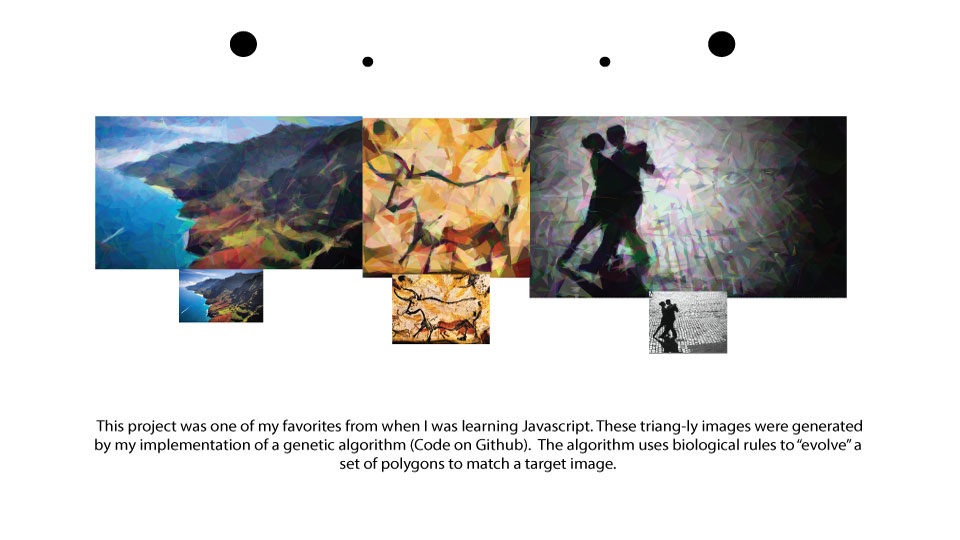 This project was one of my favorites from when I was learning Javascript. These triang-ly images were generated
by my implementation of a genetic algorithm (Code on Github).  The algorithm uses biological rules to “evolve” a
set of polygons to match a target image.